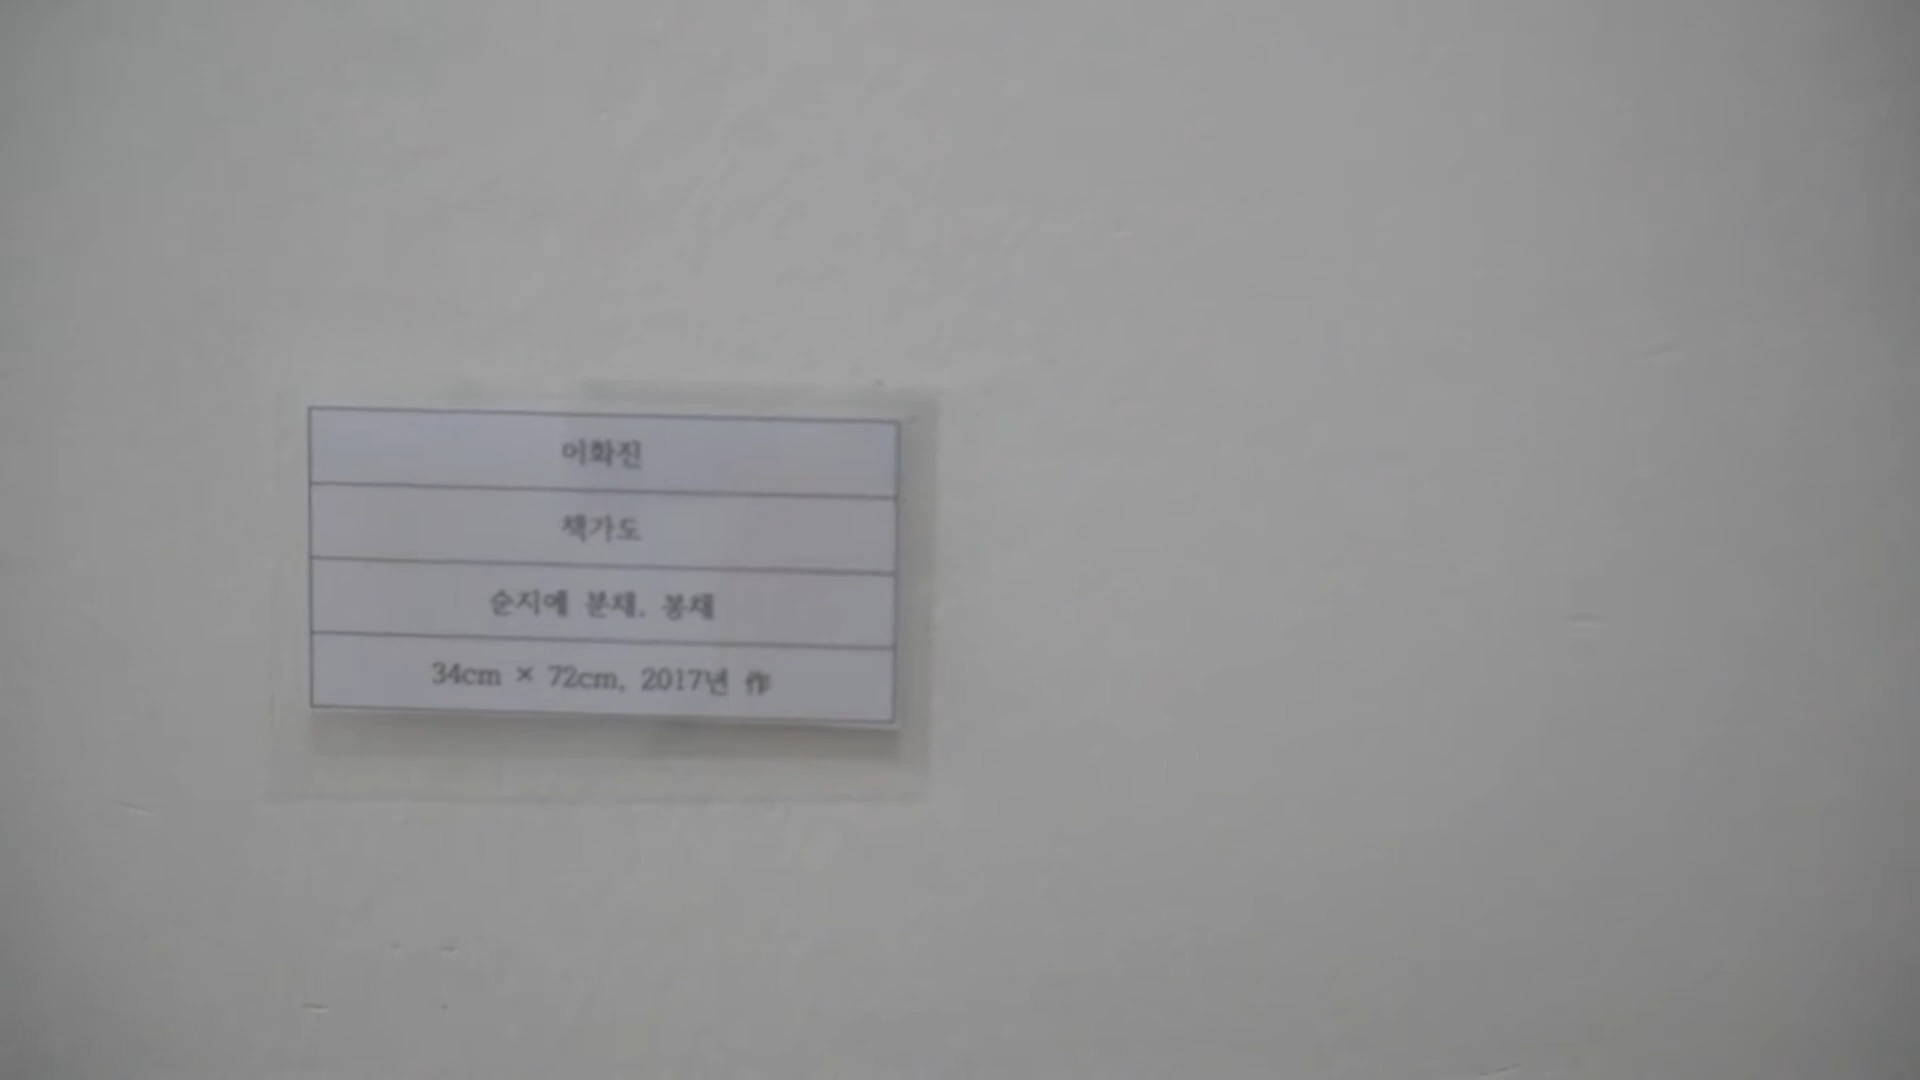 이화진
책가도
순지에 분채, 봉채
34cm × 72cm, 2017년 作